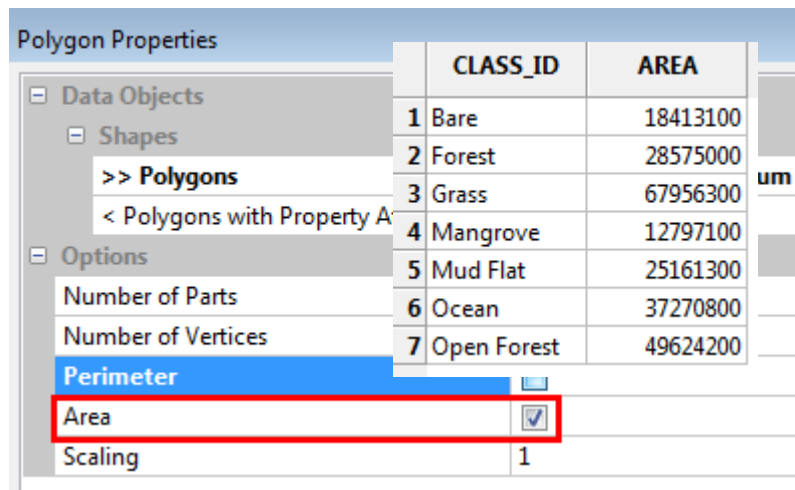 Polygon Properties
Data Objects
Shapes
>> Polygons
< Polygons with Property A
Options
Number of Parts
Number of Vertices
Perimeter
Area
Scaling 1
um
CLASS_ID AREA
1 Bare 18413100
2 Forest 28575000
3 Grass 67956300
4 Mangrove 12797100
5 Mud Flat 25161300
6 Ocean 37270800
7 Open Forest 49624200